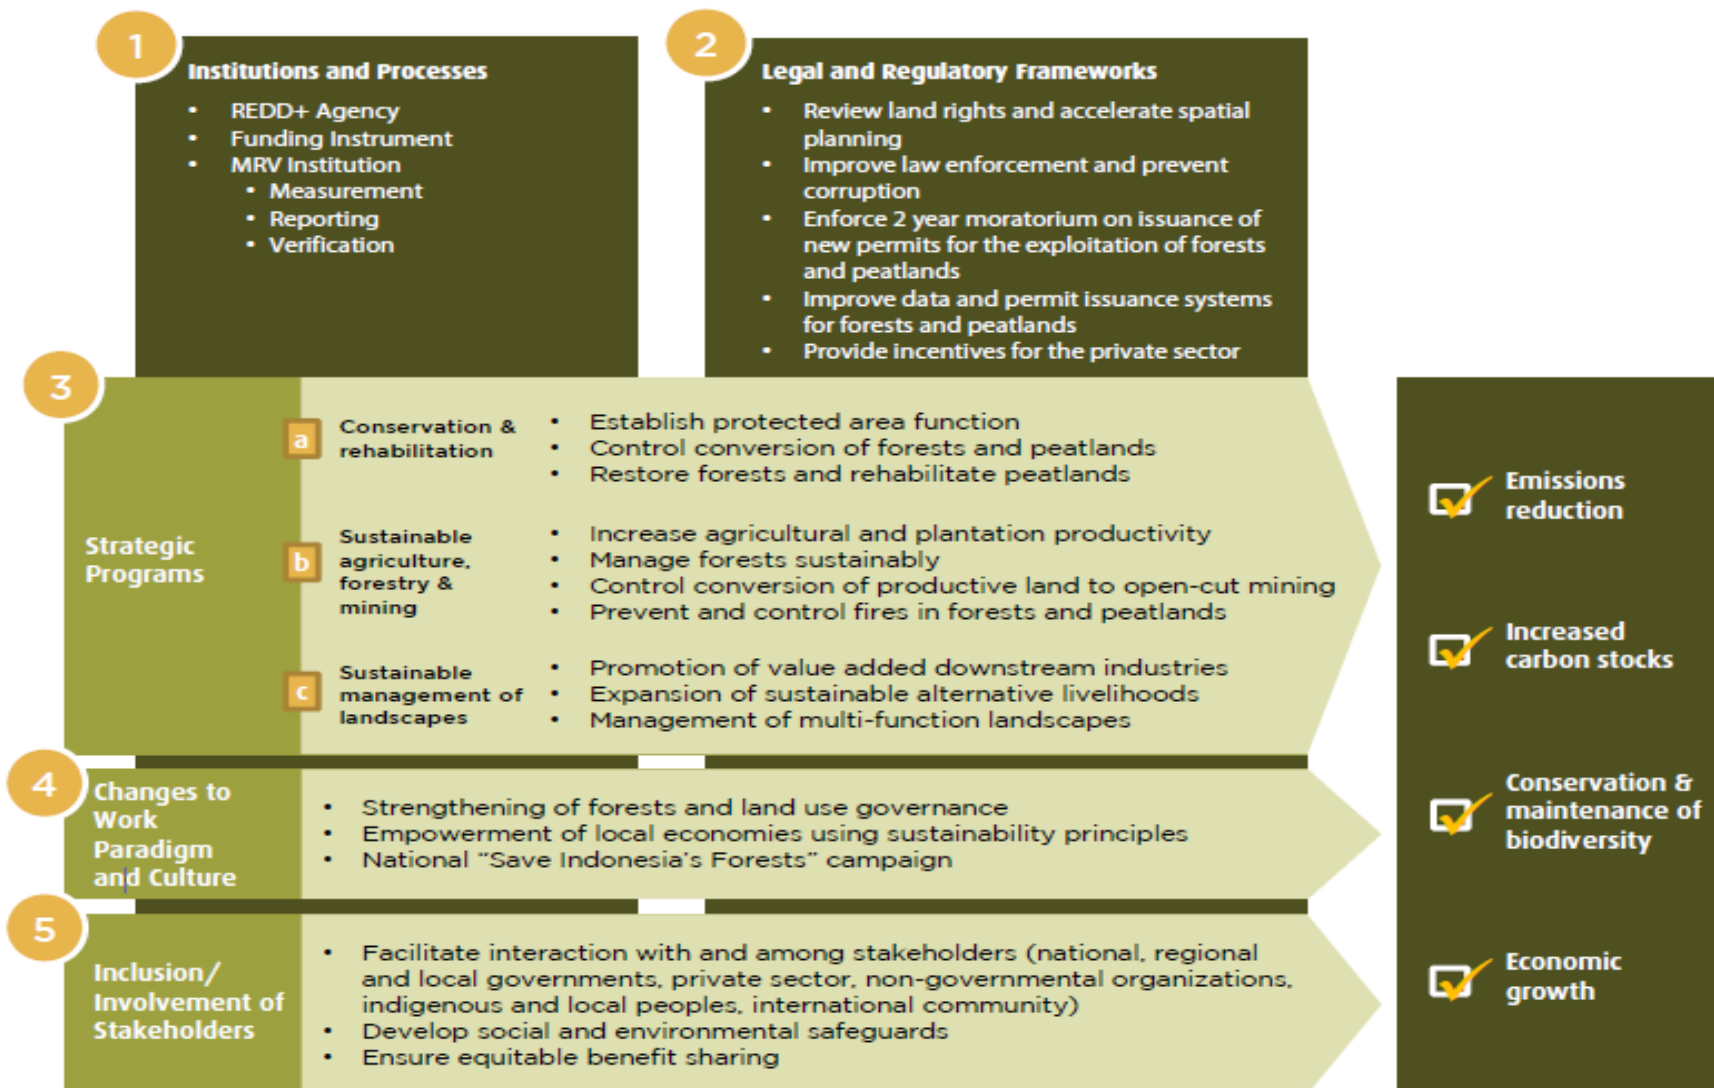 1
Institutions and Processes
• REDD+ Agency
• Funding Instrument
• MRV Institution
• Measurement
• Reporting
• Verification
2
Legal and Regulatory Frameworks
• Review land rights and accelerate spatial
planning
• Improve law enforcement and prevent
corruption
• Enforce 2 year moratorium on issuance of
new permits for the exploitation of forests
and peatlands
• Improve data and permit issuance systems
for forests and peatlands
• Provide incentives for the private sector
3
Strategic
Programs
a
Conservation &
rehabilitation
• Establish protected area function
• Control conversion of forests and peatlands
• Restore forests and rehabilitate peatlands
b
Sustainable
agriculture,
forestry &
mining
• Increase agricultural and plantation productivity
• Manage forests sustainably
• Control conversion of productive land to open-cut mining
• Prevent and control fires in forests and peatlands
c
Sustainable
management of
landscapes
• Promotion of value added downstream industries
• Expansion of sustainable alternative livelihoods
• Management of multi-function landscapes
4
Changes to
Work
Paradigm
and Culture
• Strengthening of forests and land use governance
• Empowerment of local economies using sustainability principles
• National “Save Indonesia’s Forests” campaign
5
Inclusion/
Involvement of
Stakeholders
• Facilitate interaction with and among stakeholders (national, regional
and local governments, private sector, non-governmental organizations,
indigenous and local peoples, international community)
• Develop social and environmental safeguards
• Ensure equitable benefit sharing
Emissions
reduction
Increased
carbon stocks
Conservation &
maintenance of
biodiversity
Economic
growth